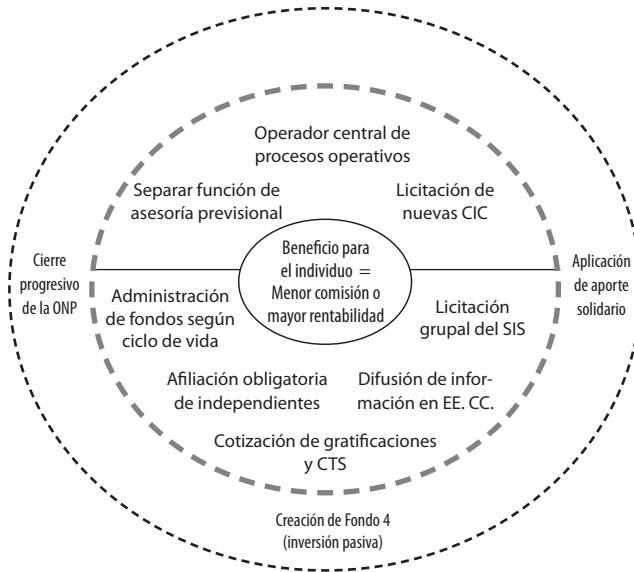 Operador central de
procesos operativos
Separar función de
asesoría previsional
Licitación de
nuevas CIC
Beneficio para
el individuo =
Menor comisión o
mayor rentabilidad
Cierre
progresivo
de la ONP
Aplicación
de aporte
solidario
Administración
de fondos según
ciclo de vida
Licitación
grupal del SIS
Afiliación obligatoria
de independientes
Difusión de infor-
mación en EE. CC.
Cotización de gratificaciones
y CTS
Creación de Fondo 4
(inversión pasiva)